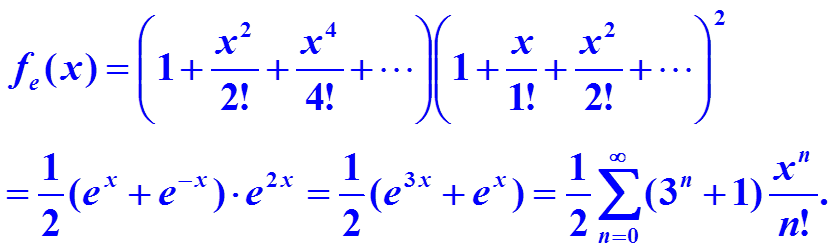 f_e(x) = (1 + x^2/2! + x^4/4! + ⋯)(1 + x/1! + x^2/2! + ⋯)^2
= 1/2 (e^x + e^{-x}) · e^{2x} = 1/2 (e^{3x} + e^x) = 1/2 ∑_{n=0}^{∞} (3^n + 1) x^n/n!.